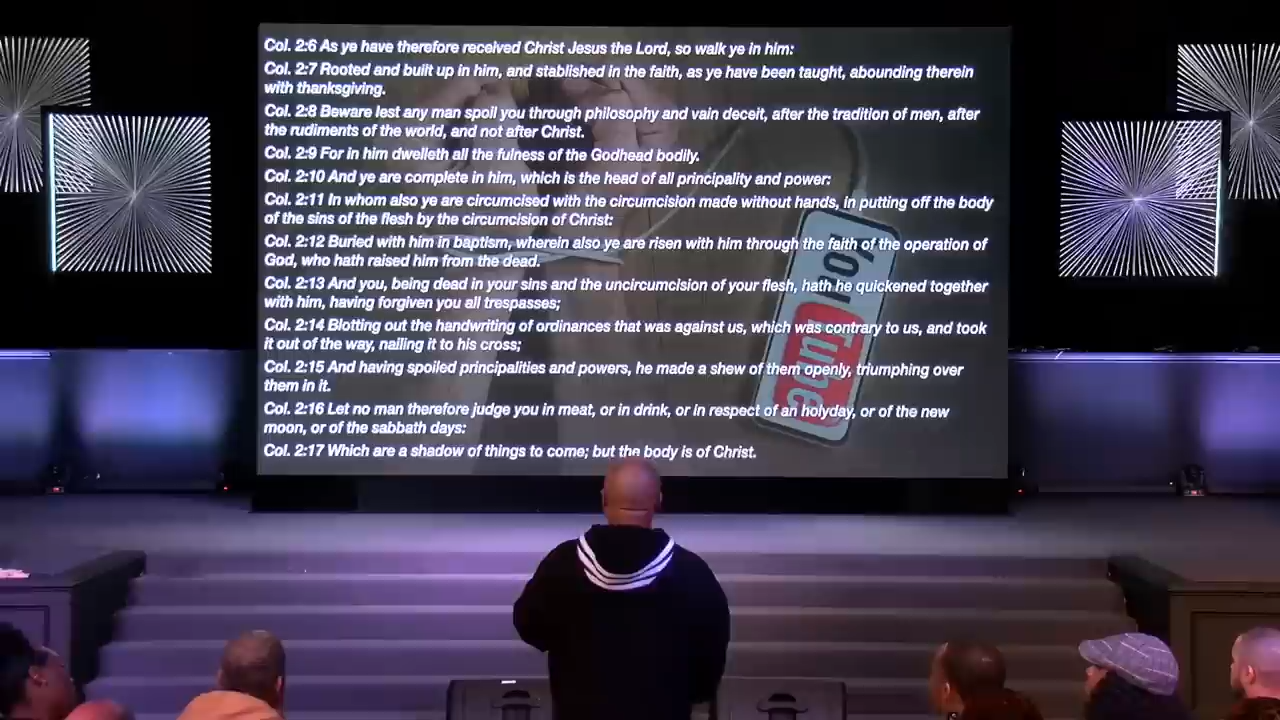 Col. 2:6 As ye have therefore received Christ Jesus the Lord, so walk ye in him:
Col. 2:7 Rooted and built up in him, and stablished in the faith, as ye have been taught, abounding therein
with thanksgiving.
Col. 2:8 Beware lest any man spoil you through philosophy and vain deceit, after the tradition of men, after
the rudiments of the world, and not after Christ.
Col. 2:9 For in him dwelleth all the fulness of the Godhead bodily.
Col. 2:10 And ye are complete in him, which is the head of all principality and power:
Col. 2:11 In whom also ye are circumcised with the circumcision made without hands, in putting off the body
of the sins of the flesh by the circumcision of Christ:
Col. 2:12 Buried with him in baptism, wherein also ye are risen with him through the faith of the operation of
God, who hath raised him from the dead.
Col. 2:13 And you, being dead in your sins and the uncircumcision of your flesh, hath he quickened together
with him, having forgiven you all trespasses;
Col. 2:14 Blotting out the handwriting of ordinances that was against us, which was contrary to us, and took
it out of the way, nailing it to his cross;
Col. 2:15 And having spoiled principalities and powers, he made a shew of them openly, triumphing over
them in it.
Col. 2:16 Let no man therefore judge you in meat, or in drink, or in respect of an holyday, or of the new
moon, or of the sabbath days:
Col. 2:17 Which are a shadow of things to come; but the body is of Christ.
You Tube